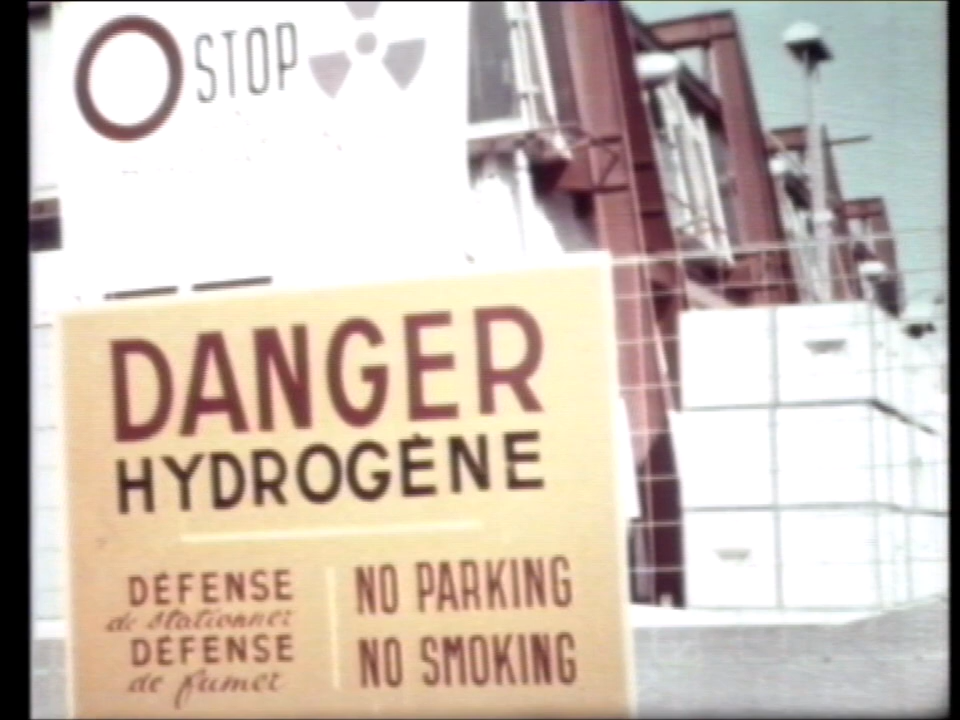 STOP
DANGER
HYDROGÈNE
DÉFENSE
de stationner
DÉFENSE
de fumer
NO PARKING
NO SMOKING